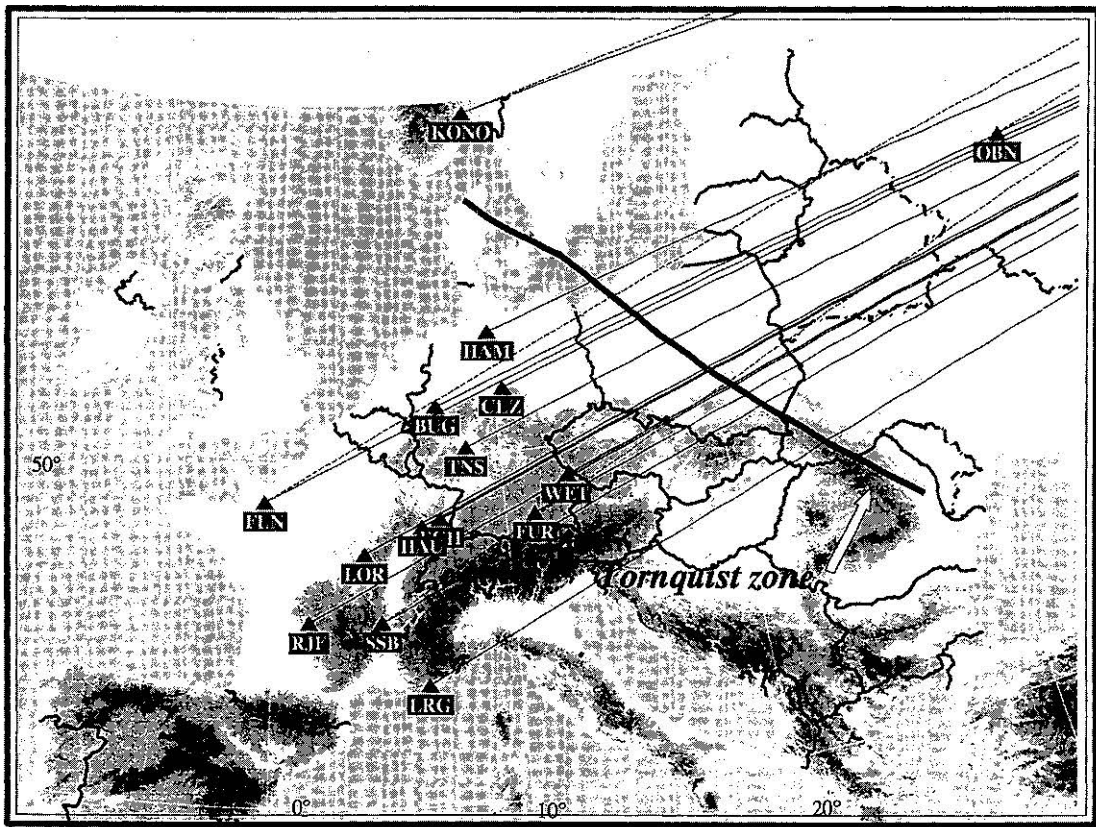 KONO
OBN
HAM
CLZ
BUG
50°
TNS
WET
FLN
FUR
HAU
LOR
Tornquist zone
RJF
SSB
LRG
0°
10°
20°